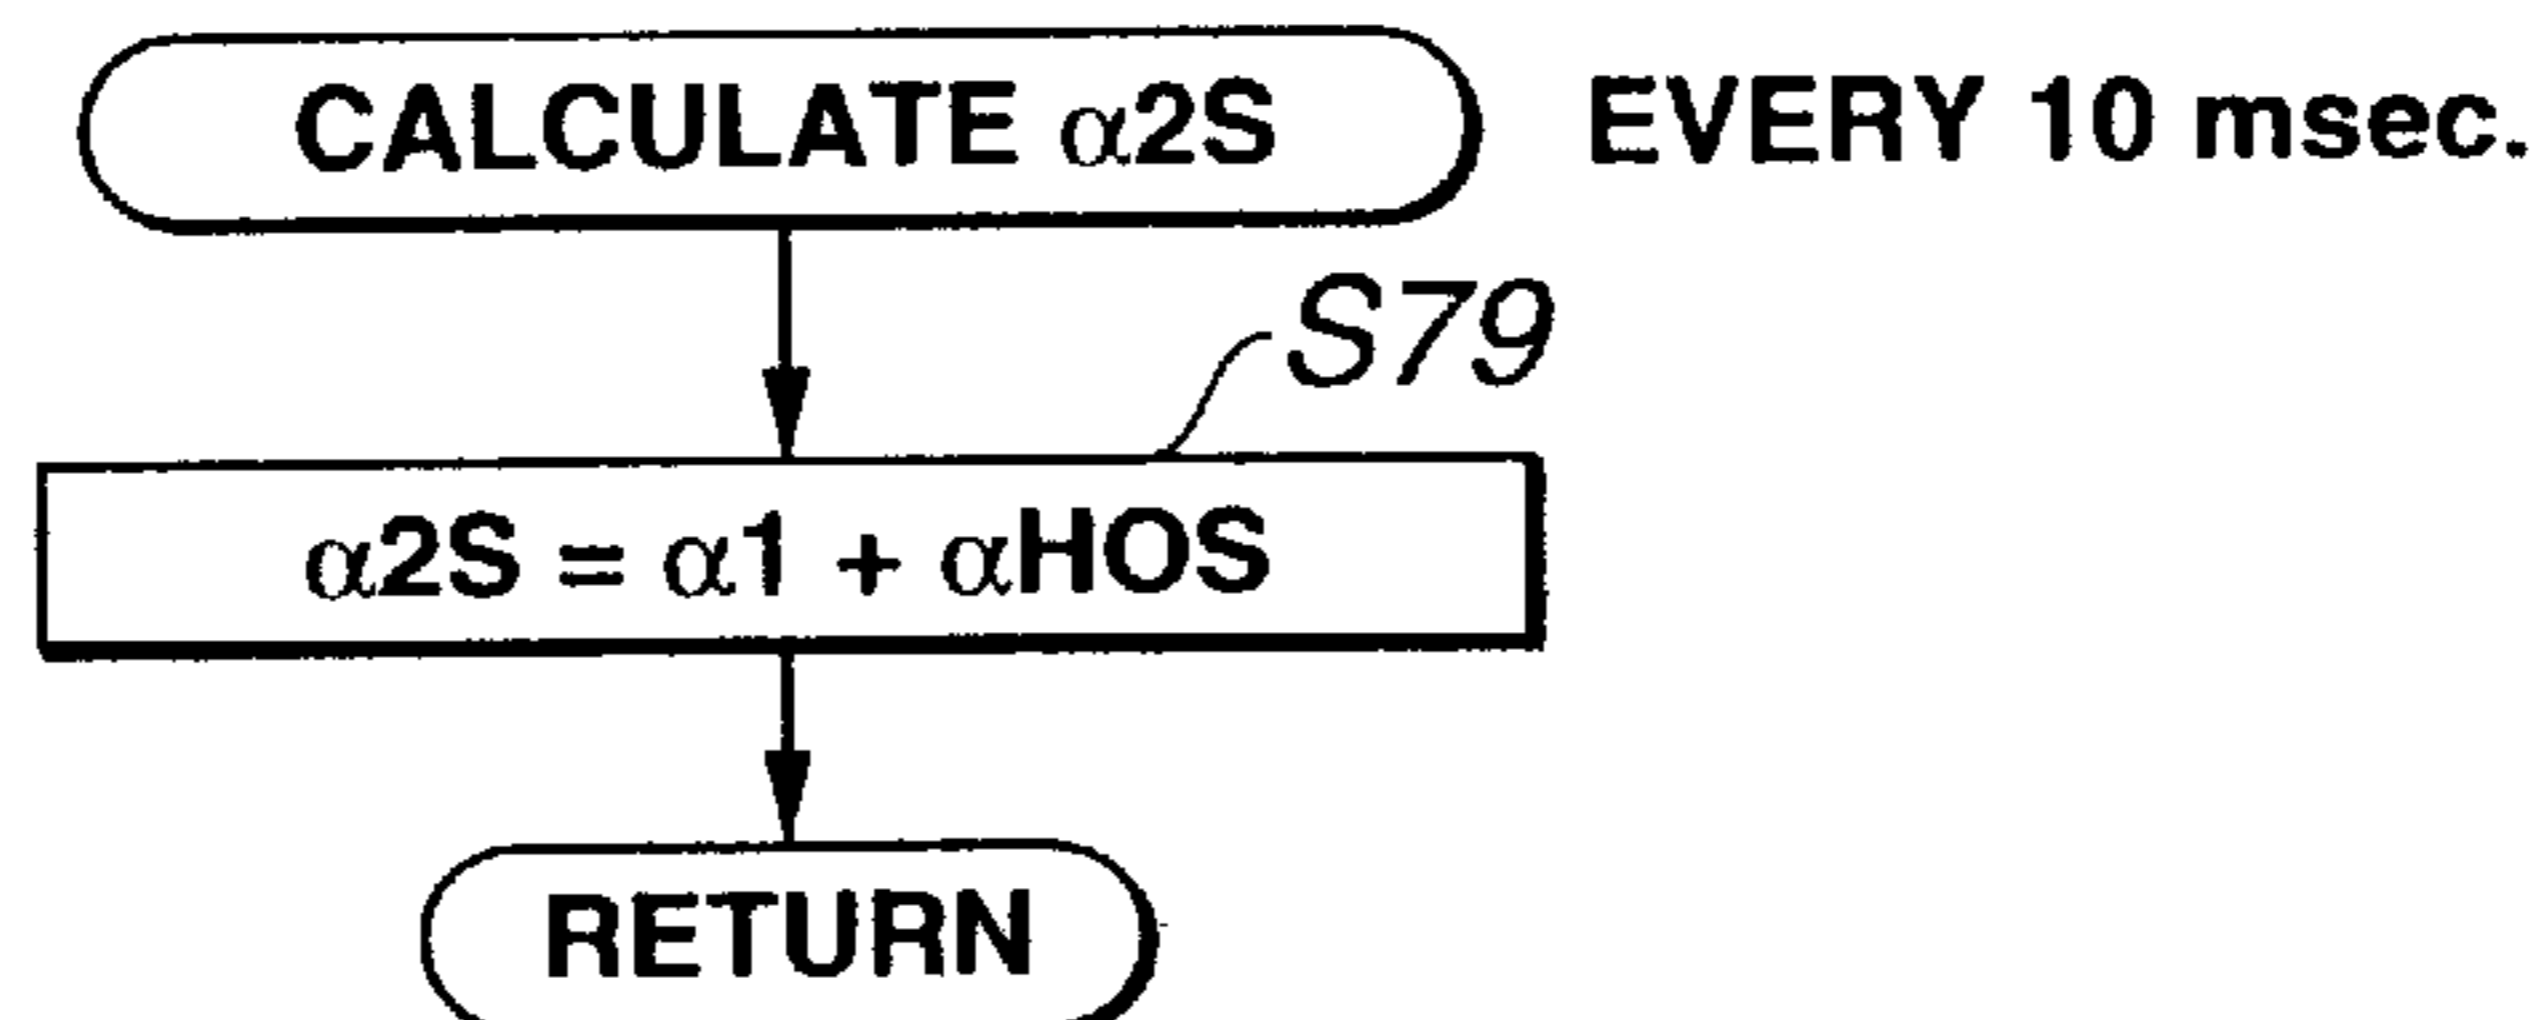 CALCULATE α2S EVERY 10 msec.
S79
α2S = α1 + αHOS
RETURN